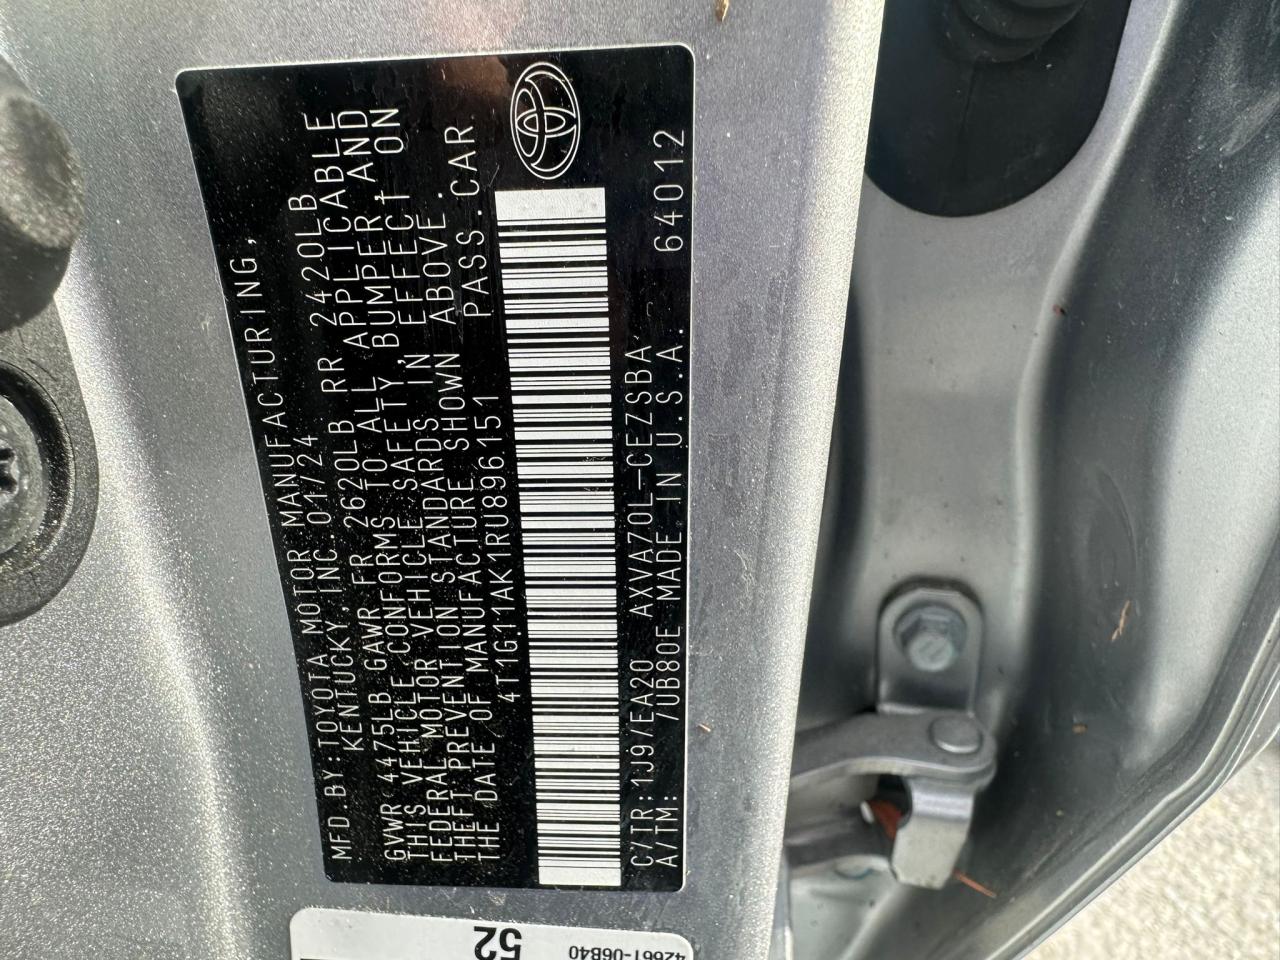 MFD.BY:TOYOTA MOTOR MANUFACTURING,
KENTUCKY, INC. 01/24
GVWR 4475LB GAWR FR 2620LB RR 2420LB
THIS VEHICLE CONFORMS TO ALL APPLICABLE
FEDERAL MOTOR VEHICLE SAFETY, BUMPER, AND
THEFT PREVENTION STANDARDS IN EFFECT ON
THE DATE OF MANUFACTURE SHOWN ABOVE.
4T1G11AK1RU896151 PASS.CAR
C/TR:1J9/EA20 AXVA70L-CEZSBA
A/TM: /UB80E MADE IN U.S.A. 64012
52
42661-06B40